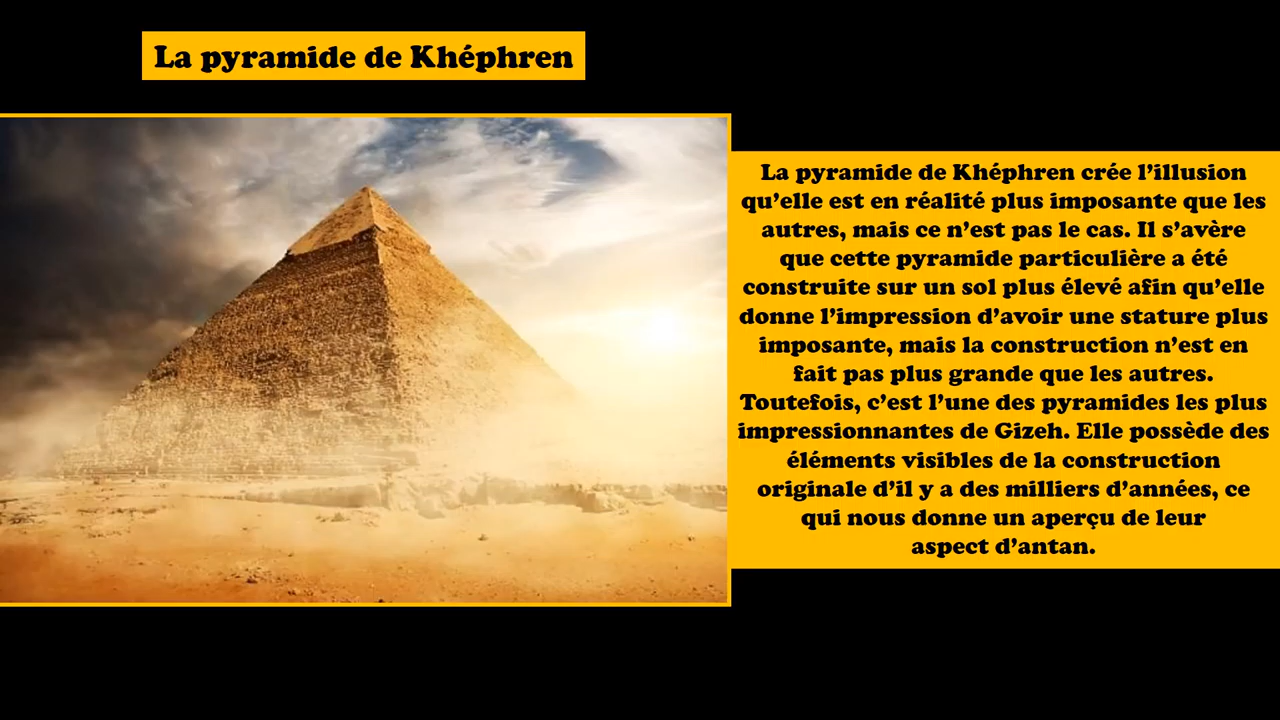 La pyramide de Khéphren
La pyramide de Khéphren crée l’illusion
qu’elle est en réalité plus imposante que les
autres, mais ce n’est pas le cas. Il s’avère
que cette pyramide particulière a été
construite sur un sol plus élevé afin qu’elle
donne l’impression d’avoir une stature plus
imposante, mais la construction n’est en
fait pas plus grande que les autres.
Toutefois, c’est l’une des pyramides les plus
impressionnantes de Gizeh. Elle possède des
éléments visibles de la construction
originale d’il y a des milliers d’années, ce
qui nous donne un aperçu de leur
aspect d’antan.